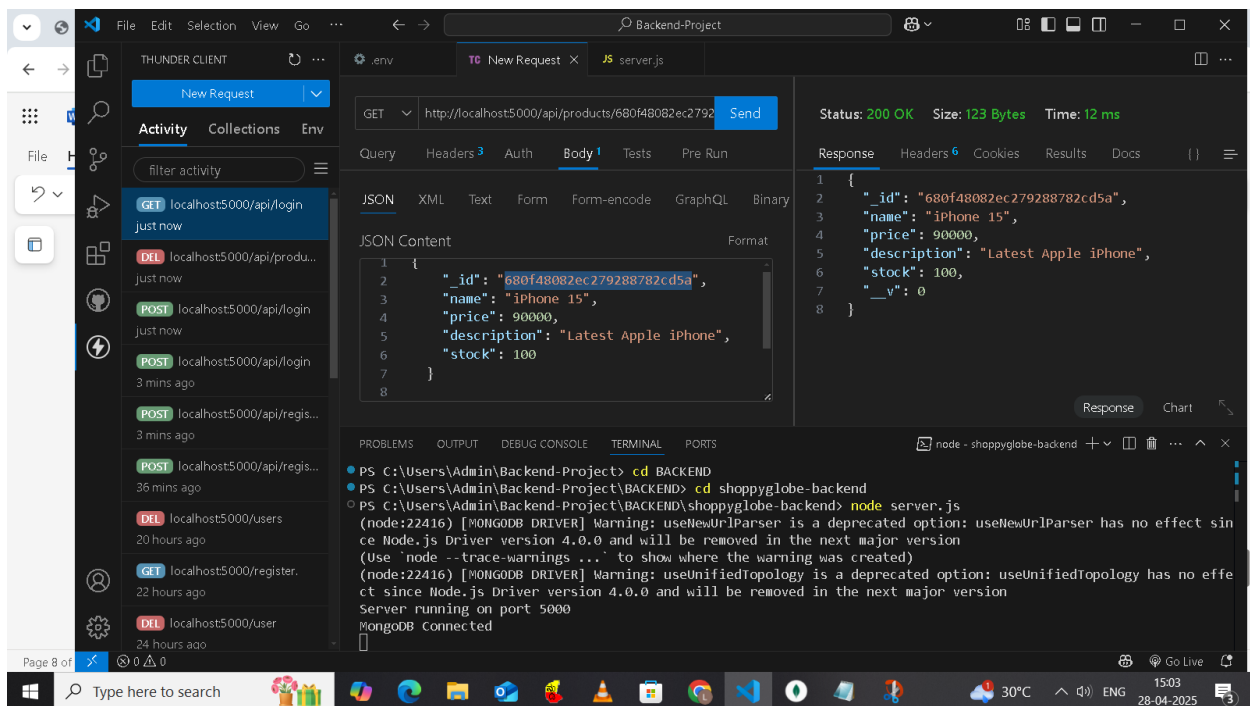 File Edit Selection View Go ··· Backend-Project
THUNDER CLIENT ···
.env
TC New Request
JS server.js
New Request
Activity Collections Env
filter activity
GET localhost:5000/api/login
just now
DEL localhost:5000/api/produ...
just now
POST localhost:5000/api/login
just now
POST localhost:5000/api/login
3 mins ago
POST localhost:5000/api/regis...
3 mins ago
POST localhost:5000/api/regis...
36 mins ago
DEL localhost:5000/users
20 hours ago
GET localhost:5000/register.
22 hours ago
DEL localhost:5000/user
24 hours ago
GET http://localhost:5000/api/products/680f48082ec2792 Send
Query Headers 3 Auth Body 1 Tests Pre Run
JSON XML Text Form Form-encode GraphQL Binary
JSON Content Format
1 {
2 "_id": "680f48082ec279288782cd5a",
3 "name": "iPhone 15",
4 "price": 90000,
5 "description": "Latest Apple iPhone",
6 "stock": 100
7 }
8
Status: 200 OK Size: 123 Bytes Time: 12 ms
Response Headers 6 Cookies Results Docs { }
1 {
2 "_id": "680f48082ec279288782cd5a",
3 "name": "iPhone 15",
4 "price": 90000,
5 "description": "Latest Apple iPhone",
6 "stock": 100,
7 "__v": 0
8 }
Response Chart
PROBLEMS OUTPUT DEBUG CONSOLE TERMINAL PORTS node - shoppyglobe-backend
PS C:\Users\Admin\Backend-Project> cd BACKEND
PS C:\Users\Admin\Backend-Project\BACKEND> cd shoppyglobe-backend
PS C:\Users\Admin\Backend-Project\BACKEND\shoppyglobe-backend> node server.js
(node:22416) [MONGODB DRIVER] Warning: useNewUrlParser is a deprecated option: useNewUrlParser has no effect sin
ce Node.js Driver version 4.0.0 and will be removed in the next major version
(Use `node --trace-warnings ...` to show where the warning was created)
(node:22416) [MONGODB DRIVER] Warning: useUnifiedTopology is a deprecated option: useUnifiedTopology has no effe
ct since Node.js Driver version 4.0.0 and will be removed in the next major version
Server running on port 5000
MongoDB Connected
File H
Page 8 of
0 0
Go Live
Type here to search
30°C
ENG
15:03
28-04-2025
3